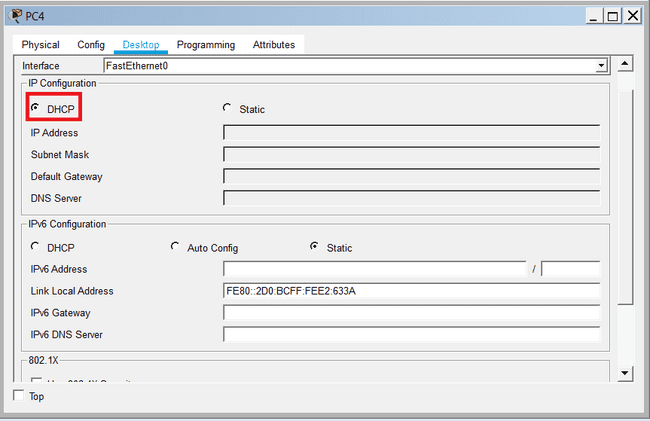 PC4
Physical Config Desktop Programming Attributes
Interface FastEthernet0
IP Configuration
DHCP Static
IP Address
Subnet Mask
Default Gateway
DNS Server
IPv6 Configuration
DHCP Auto Config Static
IPv6 Address /
Link Local Address FE80::2D0:BCFF:FEE2:633A
IPv6 Gateway
IPv6 DNS Server
802.1X
Top